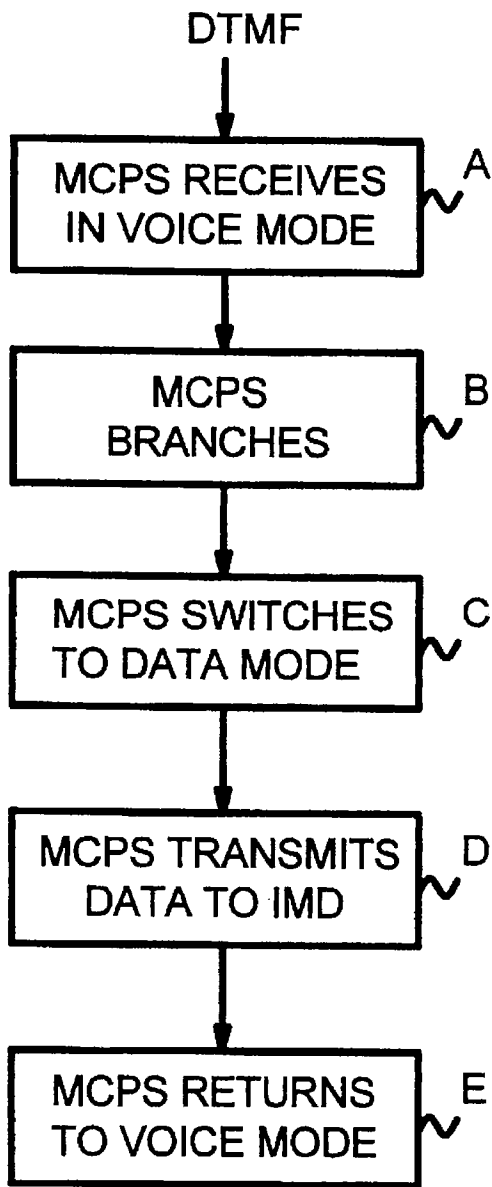 DTMF
MCPS RECEIVES
IN VOICE MODE
A
MCPS
BRANCHES
B
MCPS SWITCHES
TO DATA MODE
C
MCPS TRANSMITS
DATA TO IMD
D
MCPS RETURNS
TO VOICE MODE
E